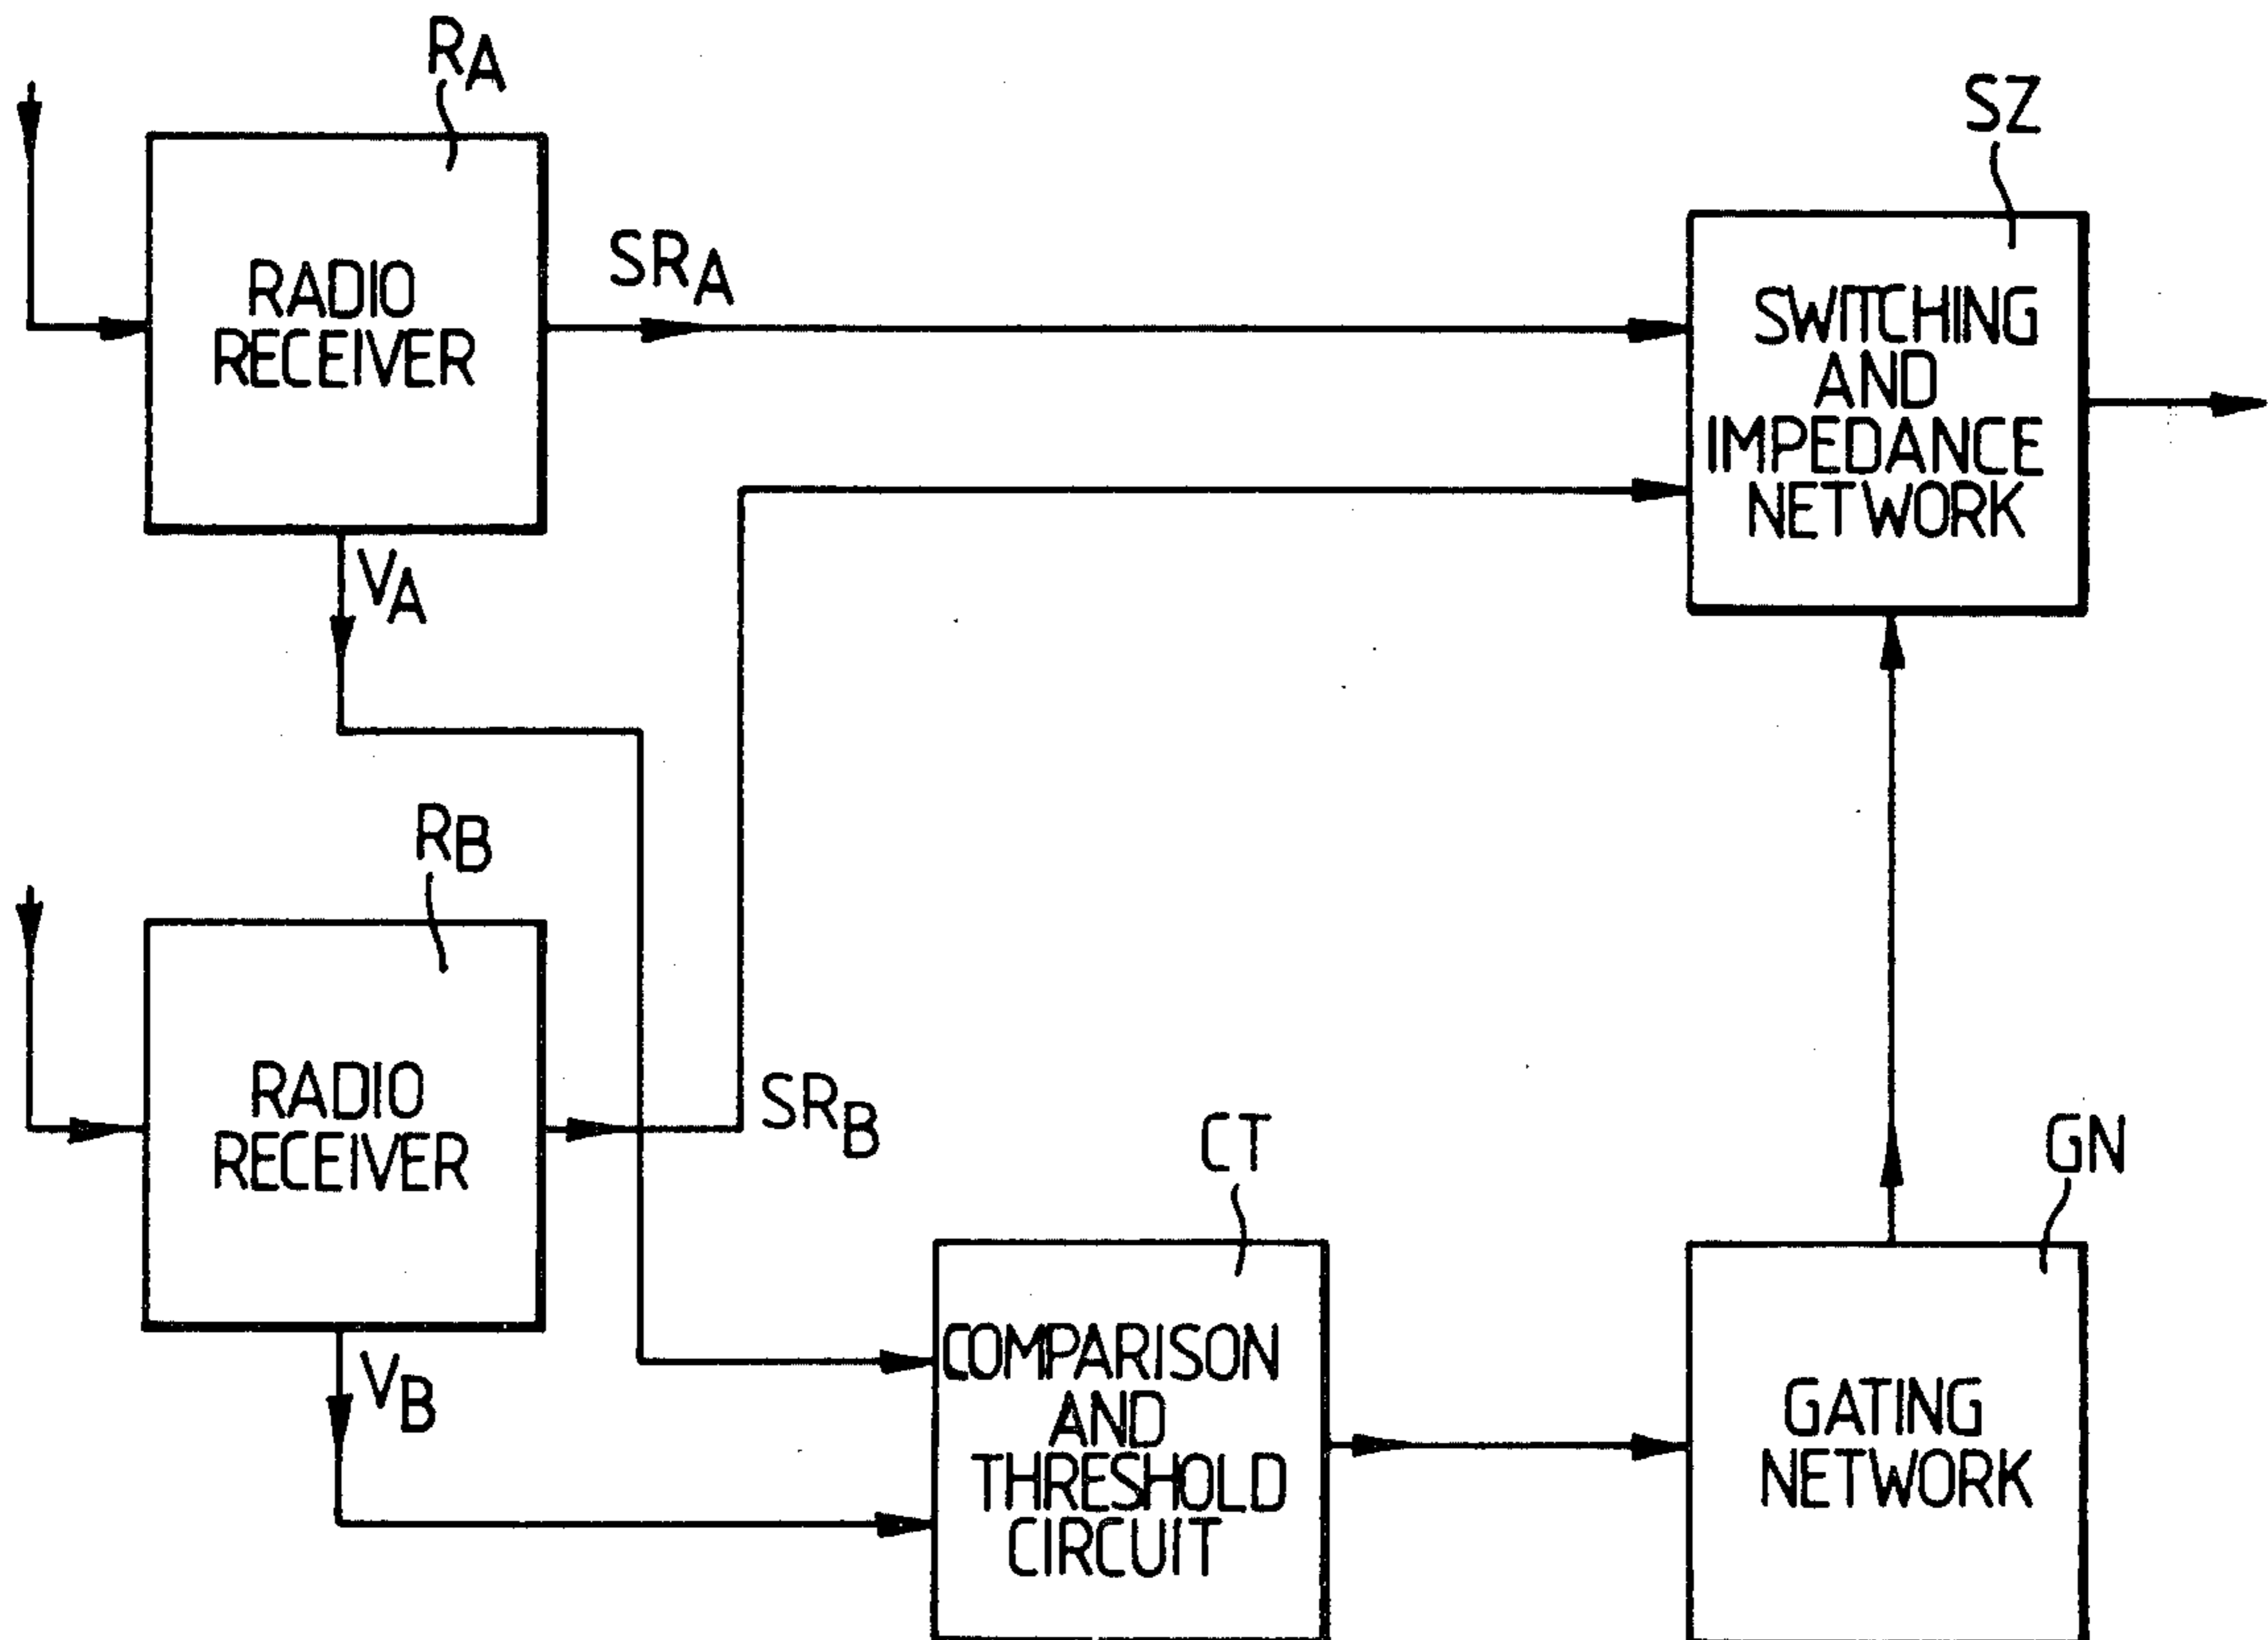 RA
SZ
RADIO
RECEIVER
SRA
SWITCHING
AND
IMPEDANCE
NETWORK
VA
RB
RADIO
RECEIVER
SRB
CT
GN
VB
COMPARISON
AND
THRESHOLD
CIRCUIT
GATING
NETWORK